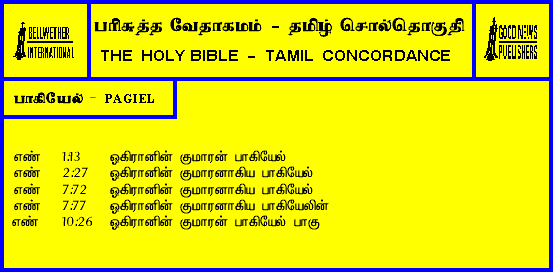 BELLWETHER
INTERNATIONAL
பரிசுத்த வேதாகமம் - தமிழ் சொல்தொகுதி
THE HOLY BIBLE - TAMIL CONCORDANCE
GOOD NEWS
PUBLISHERS
பாகியேல் - PAGIEL
எண் 1:13 ஒகிரானின் குமாரன் பாகியேல்
எண் 2:27 ஒகிரானின் குமாரனாகிய பாகியேல்
எண் 7:72 ஒகிரானின் குமாரனாகிய பாகியேல்
எண் 7:77 ஒகிரானின் குமாரனாகிய பாகியேலின்
எண் 10:26 ஒகிரானின் குமாரன் பாகியேல் பாகு